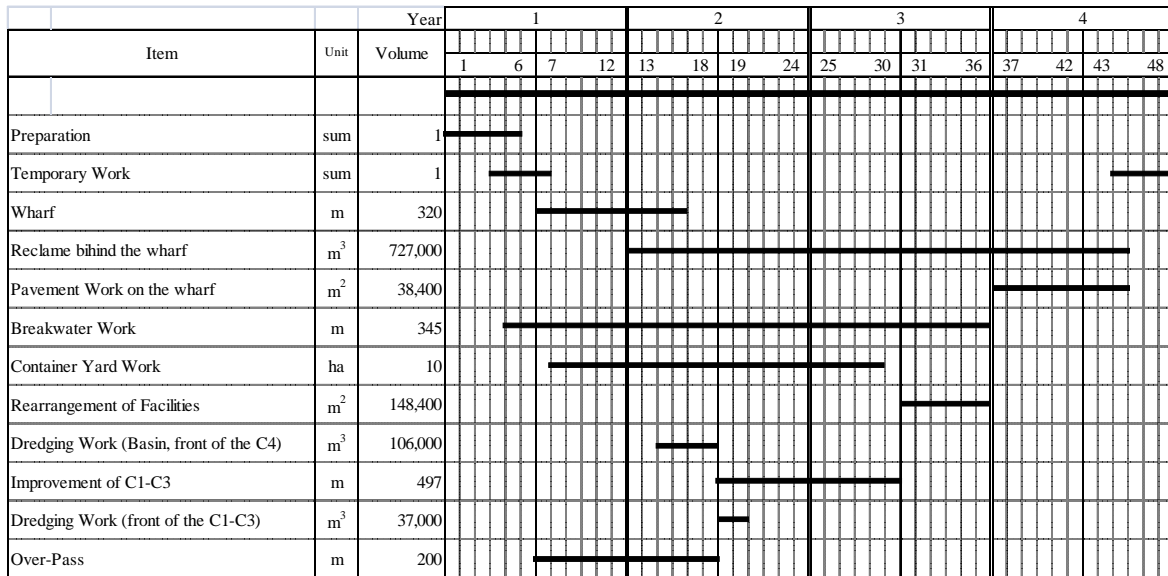 Year 1 2 3 4
Item Unit Volume
1 6 7 12 13 18 19 24 25 30 31 36 37 42 43 48
Preparation sum 1
Temporary Work sum 1
Wharf m 320
Reclame bihind the wharf m³ 727,000
Pavement Work on the wharf m² 38,400
Breakwater Work m 345
Container Yard Work ha 10
Rearrangement of Facilities m² 148,400
Dredging Work (Basin, front of the C4) m³ 106,000
Improvement of C1-C3 m 497
Dredging Work (front of the C1-C3) m³ 37,000
Over-Pass m 200